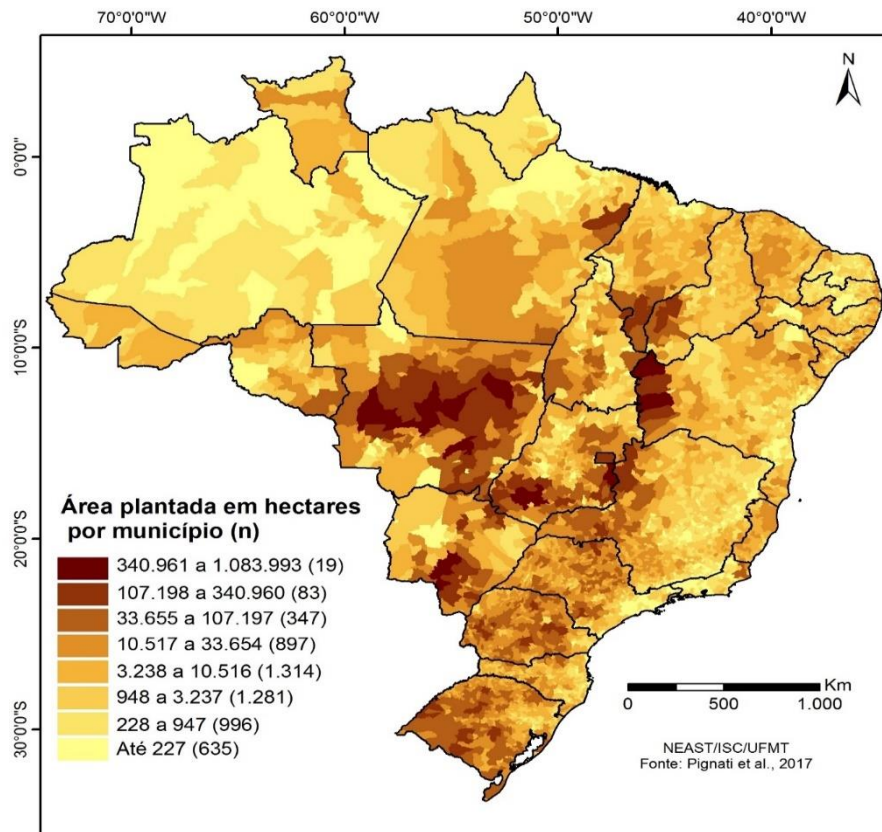 70°0'0"W 60°0'0"W 50°0'0"W 40°0'0"W
N
0°0'0"
10°0'0"S
20°0'0"S
30°0'0"S
Área plantada em hectares
por município (n)
340.961 a 1.083.993 (19)
107.198 a 340.960 (83)
33.655 a 107.197 (347)
10.517 a 33.654 (897)
3.238 a 10.516 (1.314)
948 a 3.237 (1.281)
228 a 947 (996)
Até 227 (635)
Km
0 500 1.000
NEAST/ISC/UFMT
Fonte: Pignati et al., 2017